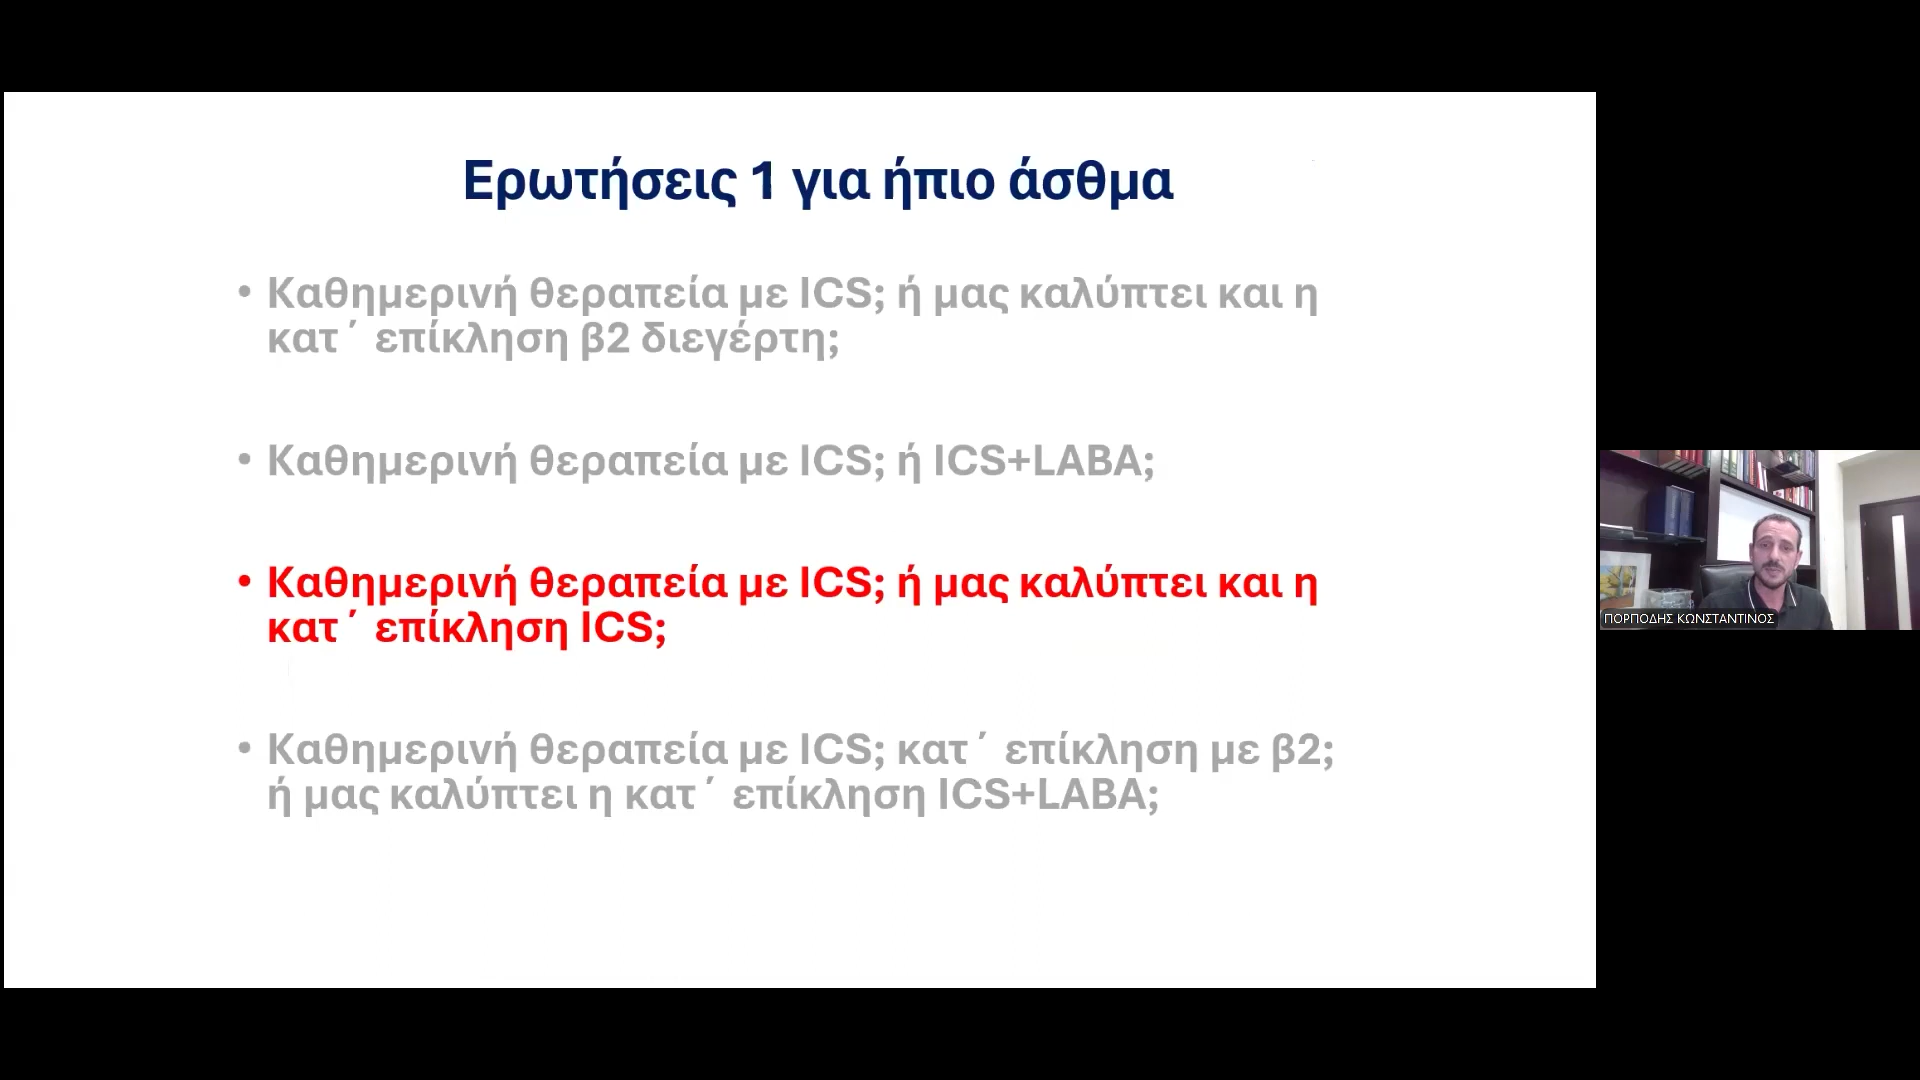 Ερωτήσεις 1 για ήπιο άσθμα
• Καθημερινή θεραπεία με ICS; ή μας καλύπτει και η
κατ΄ επίκληση β2 διεγέρτη;
• Καθημερινή θεραπεία με ICS; ή ICS+LABA;
• Καθημερινή θεραπεία με ICS; ή μας καλύπτει και η
κατ΄ επίκληση ICS;
• Καθημερινή θεραπεία με ICS; κατ΄ επίκληση με β2;
ή μας καλύπτει η κατ΄ επίκληση ICS+LABA;
ΠΟΡΠΟΔΗΣ ΚΩΝΣΤΑΝΤΙΝΟΣ